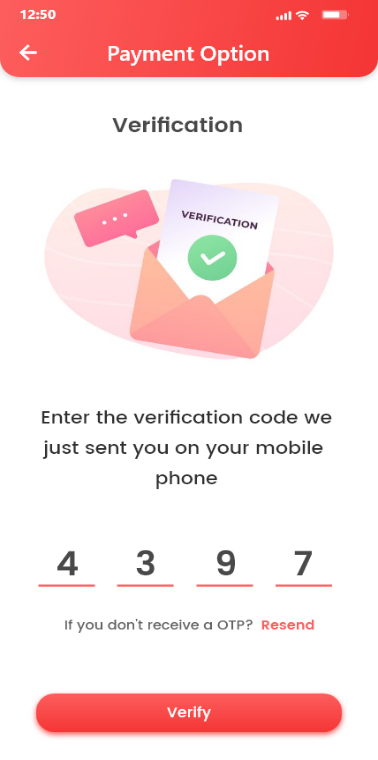 12:50
Payment Option
Verification
VERIFICATION
Enter the verification code we
just sent you on your mobile
phone
4 3 9 7
If you don't receive a OTP? Resend
Verify